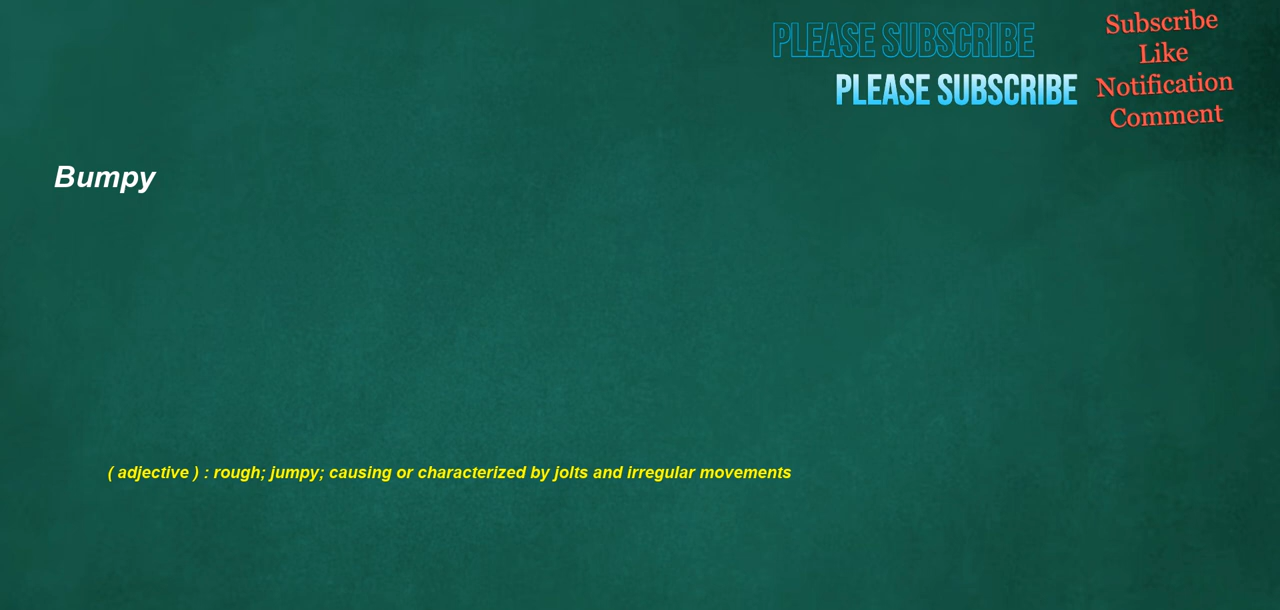 PLEASE SUBSCRIBE
PLEASE SUBSCRIBE
Subscribe
Like
Notification
Comment
Bumpy
( adjective ) : rough; jumpy; causing or characterized by jolts and irregular movements